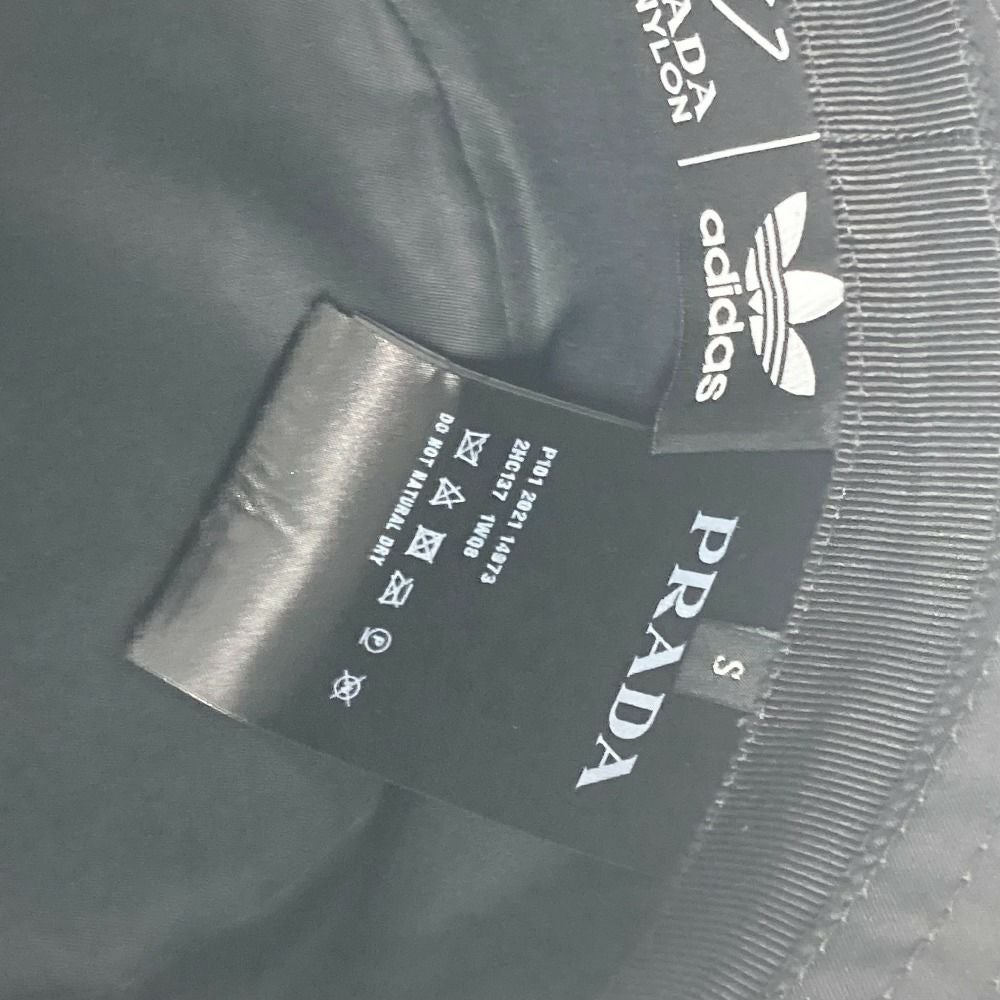 ADA
NYLON
adidas
PRADA
S
P1D1 2021 14973
2HC137 1WQ8
DO NOT NATURAL DRY
P